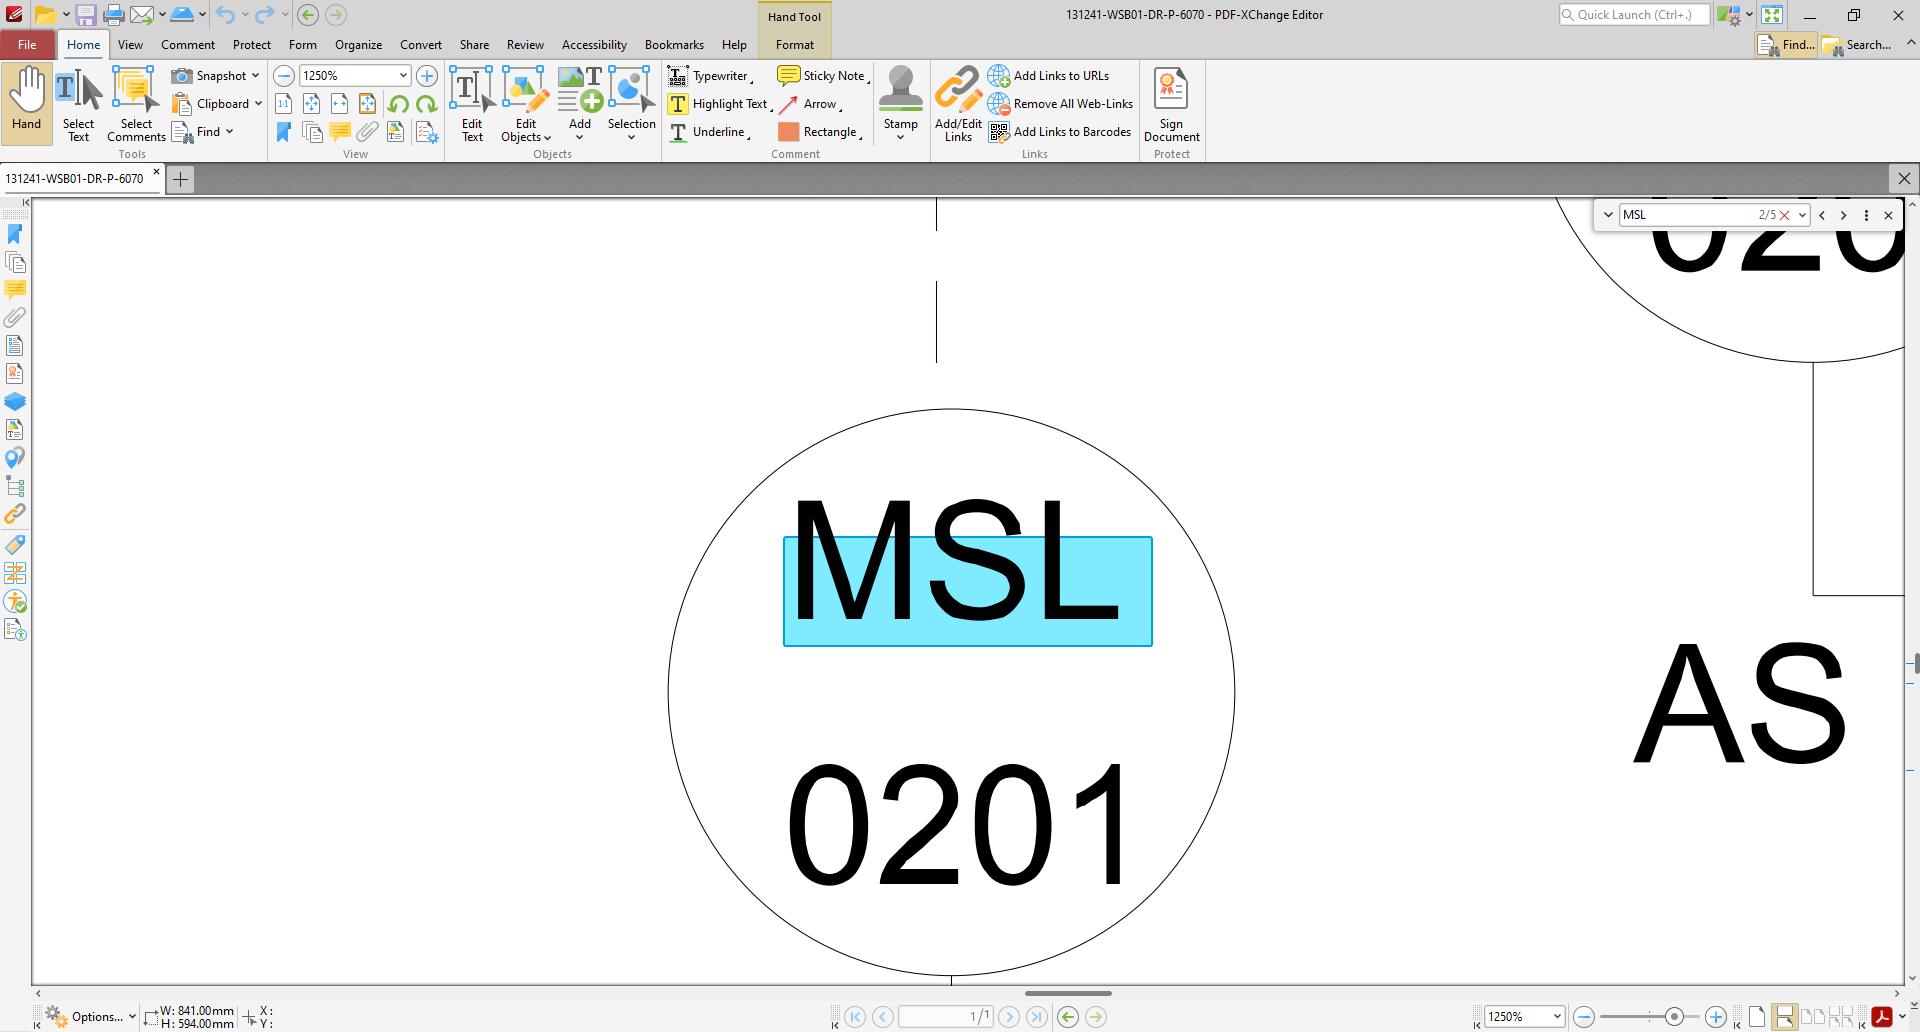 Hand Tool
131241-WSB01-DR-P-6070 - PDF-XChange Editor
Quick Launch (Ctrl+.)
File Home View Comment Protect Form Organize Convert Share Review Accessibility Bookmarks Help Format
Find... Search...
Hand
Select Text
Select Comments
Snapshot
Clipboard
Find
Tools
1250%
1:1
View
Edit Text
Edit Objects
Add
Selection
Objects
Typewriter
Highlight Text
Underline
Sticky Note
Arrow
Rectangle
Comment
Stamp
Add/Edit Links
Add Links to URLs
Remove All Web-Links
Add Links to Barcodes
Links
Sign Document
Protect
131241-WSB01-DR-P-6070
MSL 2/5
020
MSL
0201
AS
Options...
W: 841.00mm
H: 594.00mm
X:
Y:
1/1
1250%